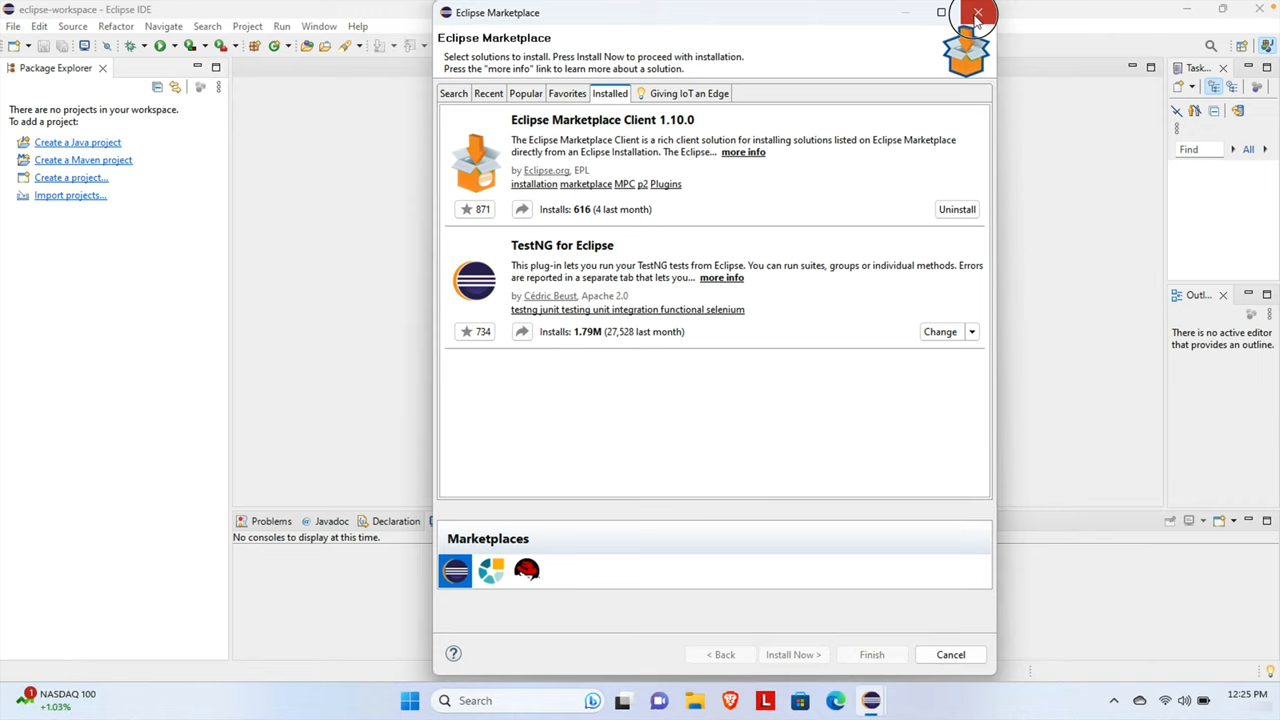 eclipse-workspace - Eclipse IDE
File Edit Source Refactor Navigate Search Project Run Window Help
Package Explorer
There are no projects in your workspace.
To add a project:
Create a Java project
Create a Maven project
Create a project...
Import projects...
Eclipse Marketplace
Eclipse Marketplace
Select solutions to install. Press Install Now to proceed with installation.
Press the "more info" link to learn more about a solution.
Search Recent Popular Favorites Installed Giving IoT an Edge
Eclipse Marketplace Client 1.10.0
The Eclipse Marketplace Client is a rich client solution for installing solutions listed on Eclipse Marketplace
directly from an Eclipse Installation. The Eclipse... more info
by Eclipse.org, EPL
installation marketplace MPC p2 Plugins
871 Installs: 616 (4 last month) Uninstall
TestNG for Eclipse
This plug-in lets you run your TestNG tests from Eclipse. You can run suites, groups or individual methods. Errors
are reported in a separate tab that lets you... more info
by Cédric Beust, Apache 2.0
testng junit testing unit integration functional selenium
734 Installs: 1.79M (27,528 last month) Change
Marketplaces
< Back Install Now > Finish Cancel
Task...
Find All
Outl...
There is no active editor
that provides an outline.
Problems Javadoc Declaration
No consoles to display at this time.
1 NASDAQ 100
+1.03%
Search
L
12:25 PM